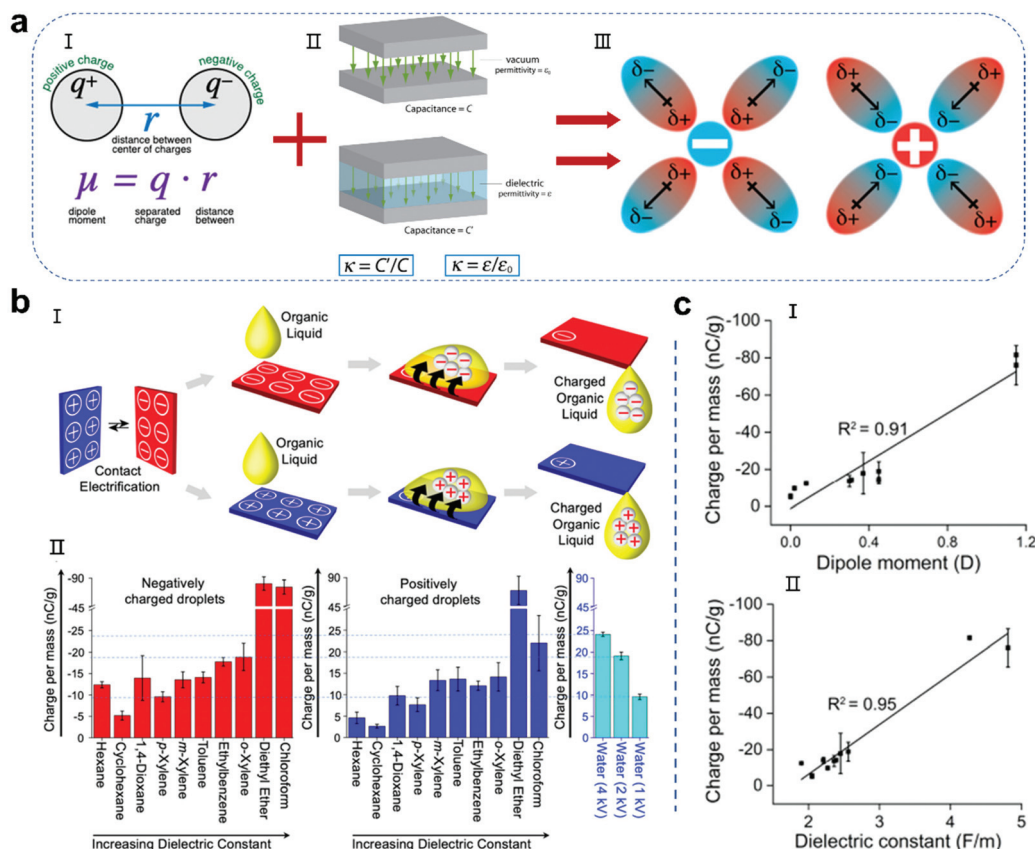 a
I
positive charge
negative charge
q+
q−
r
distance between
center of charges
μ = q · r
dipole
moment
separated
charge
distance
between
II
vacuum
permittivity = ε₀
Capacitance = C
dielectric
permittivity = ε
Capacitance = C'
κ = C'/C
κ = ε/ε₀
III
δ−
δ−
δ+
δ+
−
δ+
δ+
δ−
δ−
δ+
δ+
δ−
δ−
+
δ−
δ−
δ+
δ+
b
I
Contact
Electrification
Organic
Liquid
Charged
Organic
Liquid
Organic
Liquid
Charged
Organic
Liquid
II
Charge per mass (nC/g)
-90
45
-25
-20
-15
-10
-5
0
Negatively
charged droplets
Hexane
Cyclohexane
1,4-Dioxane
p-Xylene
m-Xylene
Toluene
Ethylbenzene
o-Xylene
Diethyl Ether
Chloroform
Increasing Dielectric Constant
Charge per mass (nC/g)
90
45
25
20
15
10
5
0
Positively
charged droplets
Hexane
Cyclohexane
1,4-Dioxane
p-Xylene
m-Xylene
Toluene
Ethylbenzene
o-Xylene
Diethyl Ether
Chloroform
Increasing Dielectric Constant
Charge per mass (nC/g)
90
45
25
20
15
10
5
0
Water (4 kV)
Water (2 kV)
Water (1 kV)
c
I
Charge per mass (nC/g)
-100
-80
-60
-40
-20
0
R² = 0.91
0.0
0.4
0.8
1.2
Dipole moment (D)
II
Charge per mass (nC/g)
-100
-80
-60
-40
-20
0
R² = 0.95
2
3
4
5
Dielectric constant (F/m)